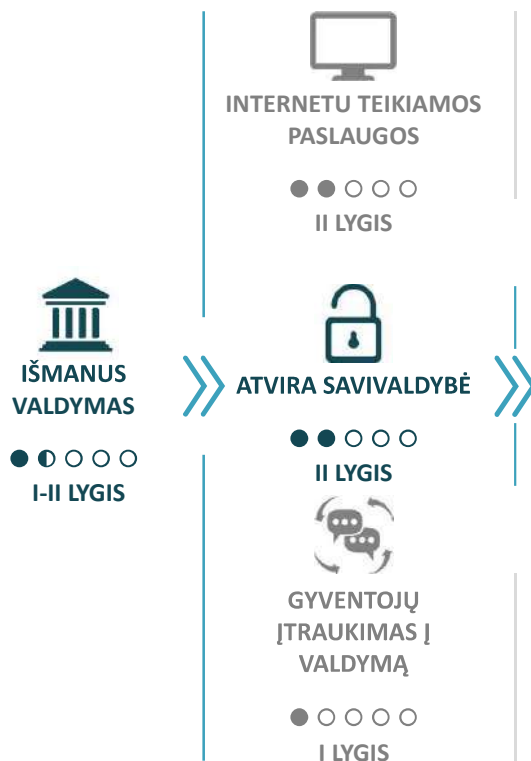 INTERNETU TEIKIAMOS
PASLAUGOS
II LYGIS
IŠMANUS
VALDYMAS
I-II LYGIS
ATVIRA SAVIVALDYBĖ
II LYGIS
GYVENTOJŲ
ĮTRAUKIMAS Į
VALDYMĄ
I LYGIS